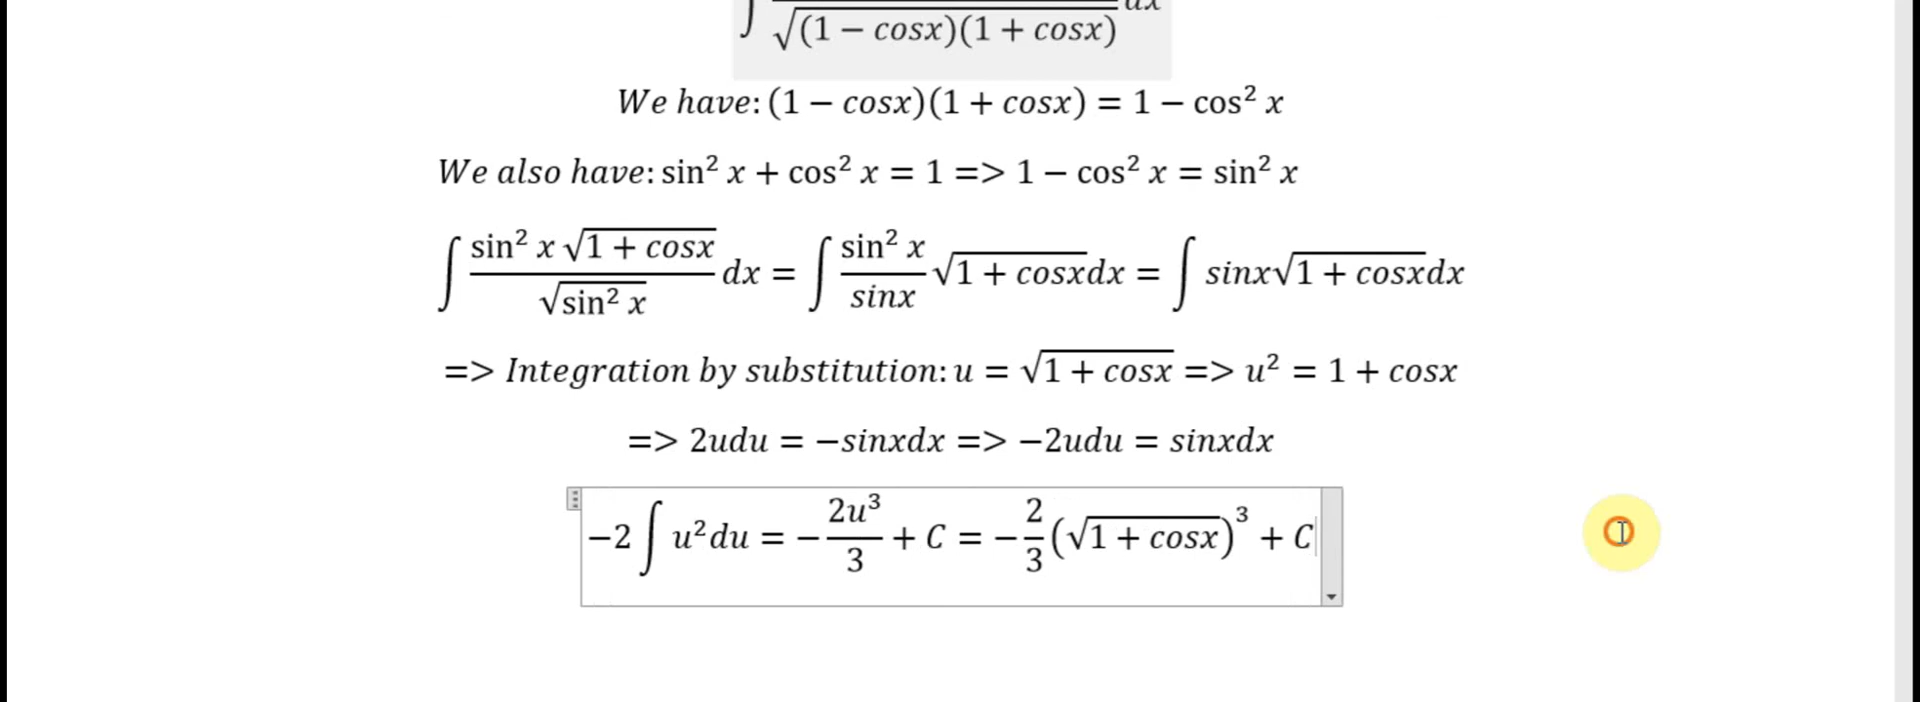 ∫ √(1 − cosx)(1 + cosx)
We have: (1 − cosx)(1 + cosx) = 1 − cos² x
We also have: sin² x + cos² x = 1 => 1 − cos² x = sin² x
∫ (sin² x √(1 + cosx))/(√(sin² x)) dx = ∫ (sin² x)/(sinx) √(1 + cosx)dx = ∫ sinx√(1 + cosx)dx
=> Integration by substitution: u = √(1 + cosx) => u² = 1 + cosx
=> 2udu = −sinxdx => −2udu = sinxdx
−2 ∫ u²du = −(2u³)/3 + C = −2/3 (√(1 + cosx))³ + C